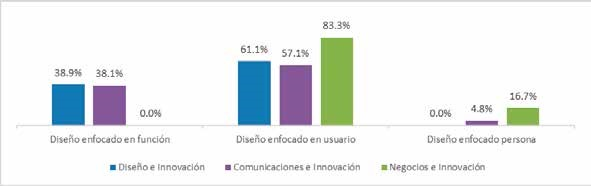 83.3%
61.1%
57.1%
38.9% 38.1%
16.7%
0.0% 0.0% 4.8%
Diseño enfocado en función Diseño enfocado en usuario Diseño enfocado persona
Diseño e Innovación Comunicaciones e Innovación Negocios e Innovación